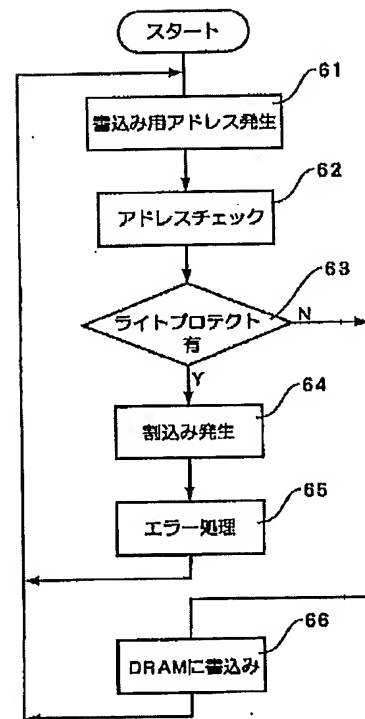 スタート
61
書込み用アドレス発生
62
アドレスチェック
63
ライトプロテクト
有
N
Y
64
割込み発生
65
エラー処理
66
DRAMに書込み